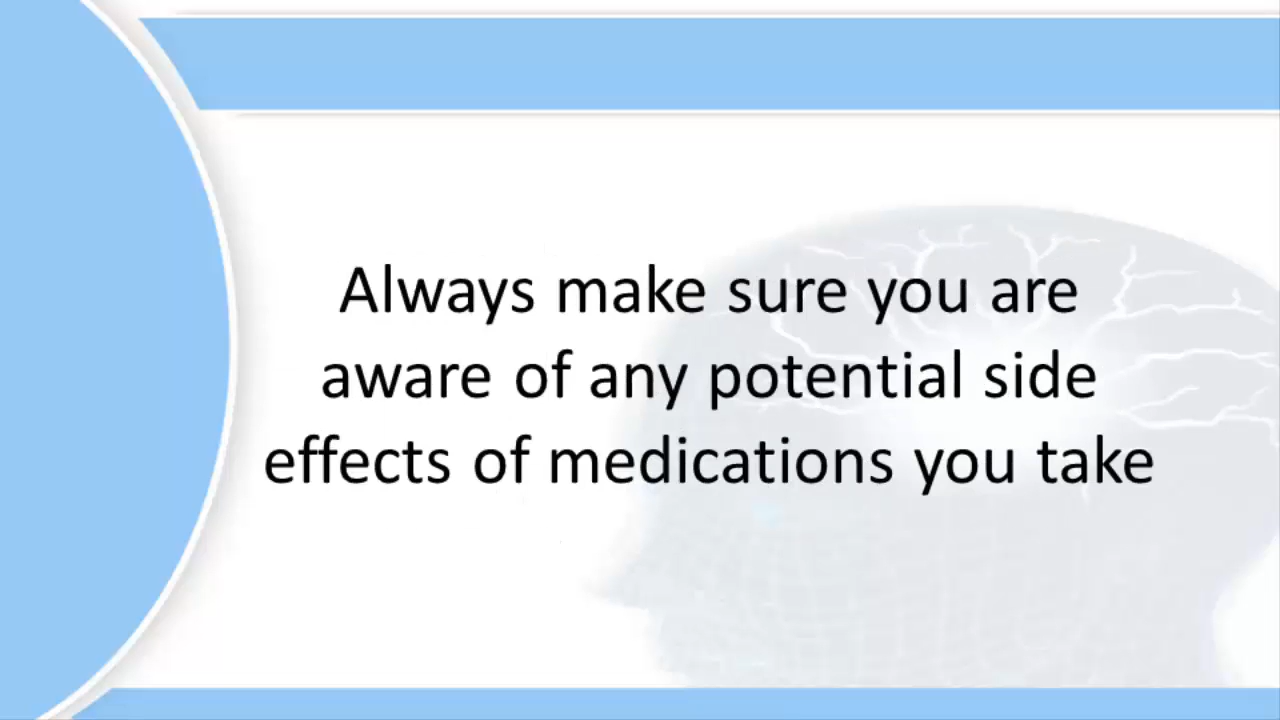 Always make sure you are
aware of any potential side
effects of medications you take